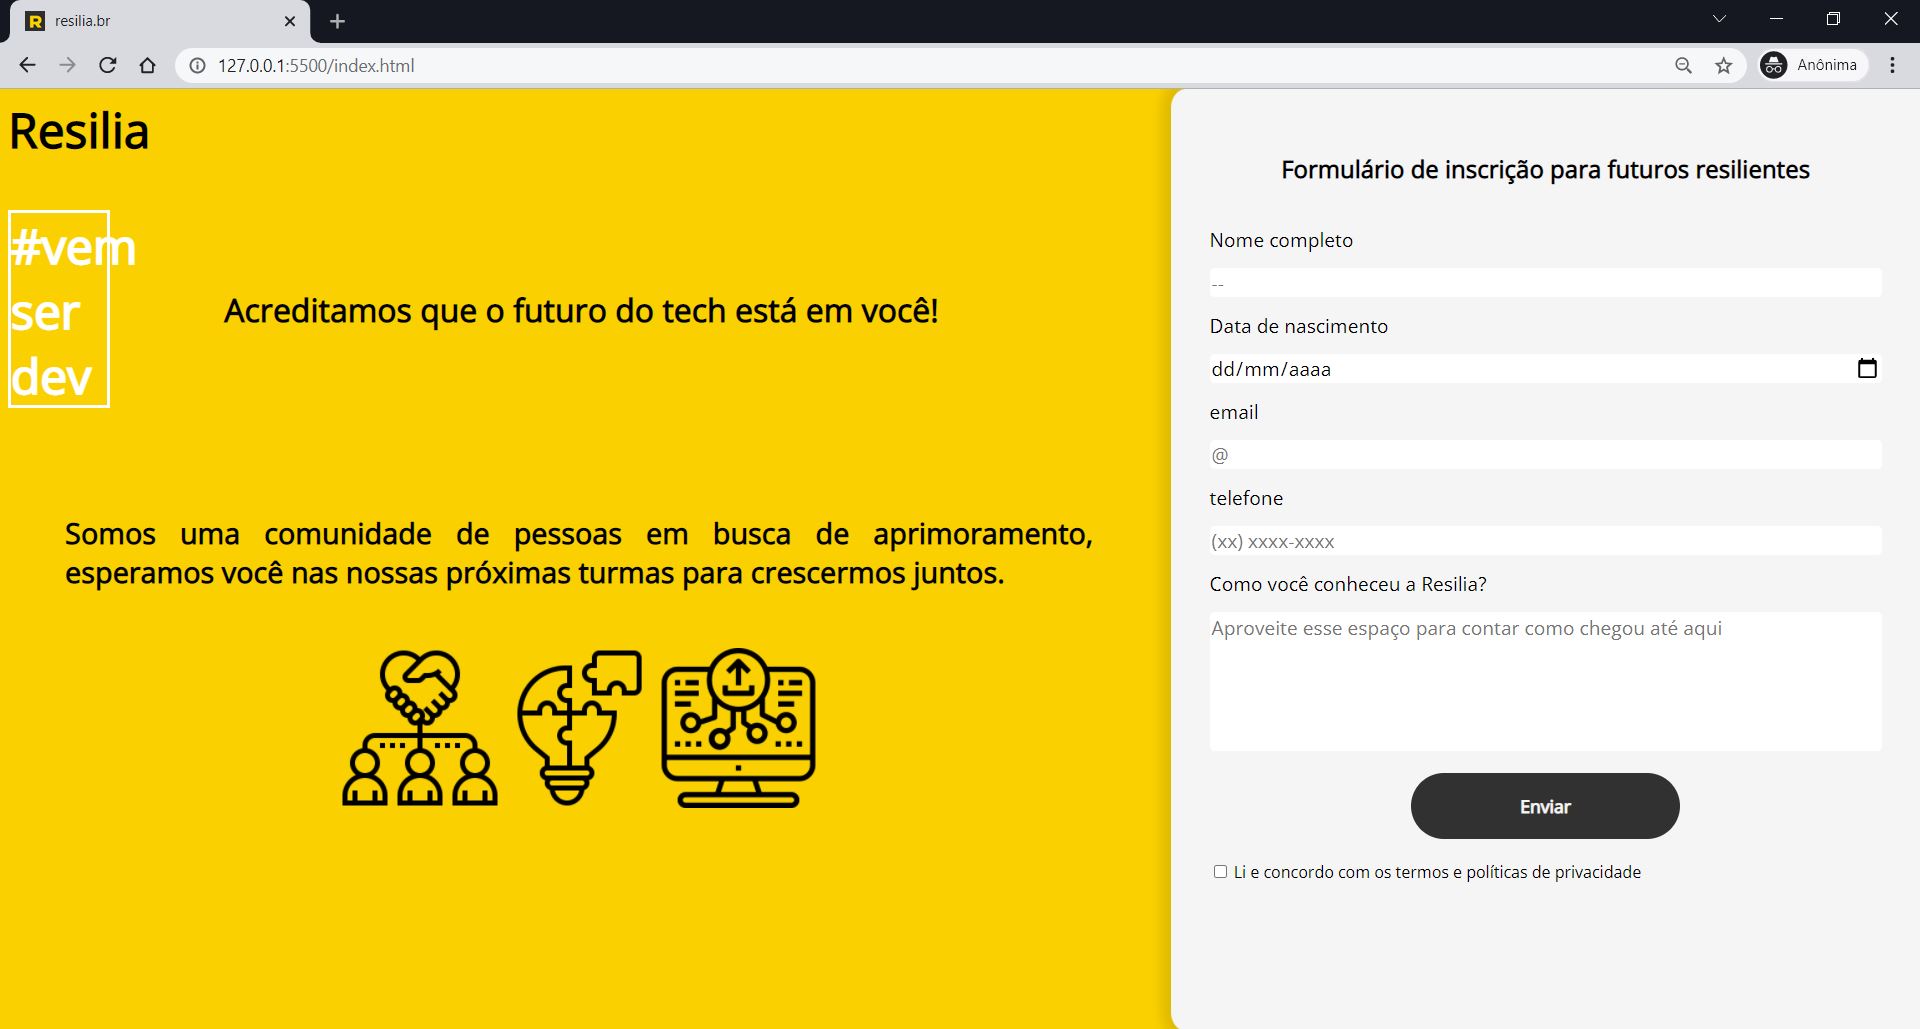 resilia.br
127.0.0.1:5500/index.html
Anônima
Resilia
#vem
ser
dev
Acreditamos que o futuro do tech está em você!
Somos uma comunidade de pessoas em busca de aprimoramento,
esperamos você nas nossas próximas turmas para crescermos juntos.
Formulário de inscrição para futuros resilientes
Nome completo
--
Data de nascimento
dd/mm/aaaa
email
@
telefone
(xx) xxxx-xxxx
Como você conheceu a Resilia?
Aproveite esse espaço para contar como chegou até aqui
Enviar
Li e concordo com os termos e políticas de privacidade